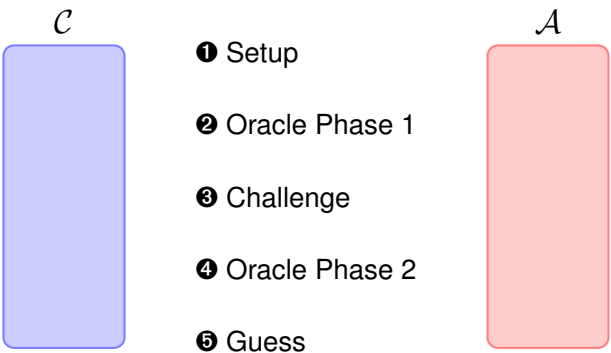 𝒞
𝒜
❶ Setup
❷ Oracle Phase 1
❸ Challenge
❹ Oracle Phase 2
❺ Guess